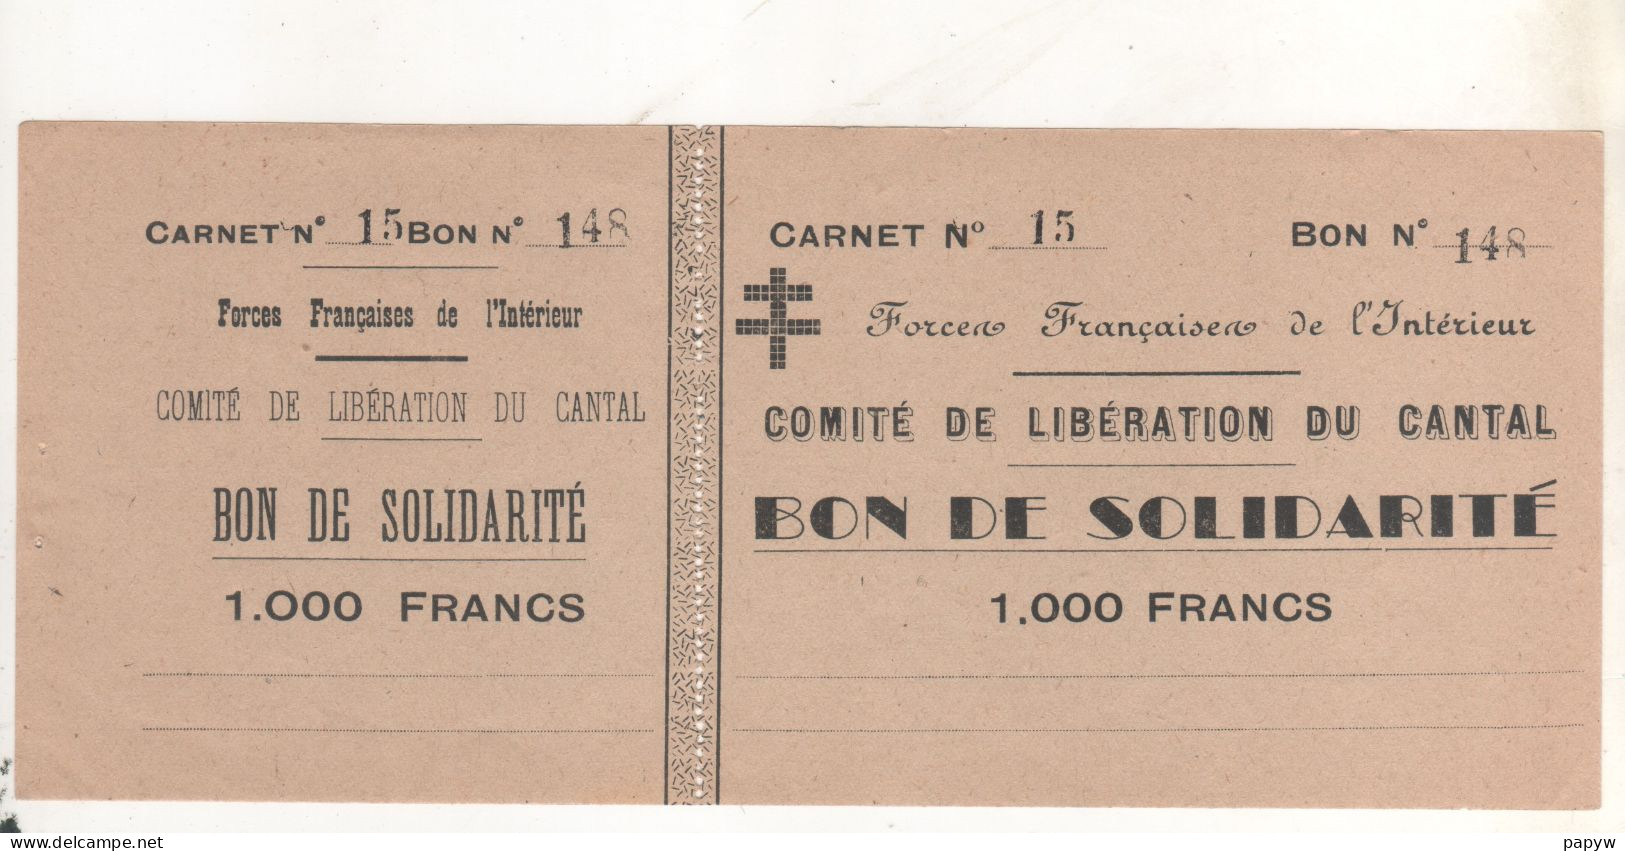 CARNET N° 15 BON N° 148
Forces Françaises de l'Intérieur
COMITÉ DE LIBÉRATION DU CANTAL
BON DE SOLIDARITÉ
1.000 FRANCS
CARNET N° 15 BON N° 148
Forces Françaises de l'Intérieur
COMITÉ DE LIBÉRATION DU CANTAL
BON DE SOLIDARITÉ
1.000 FRANCS
www.delcampe.net
papyw